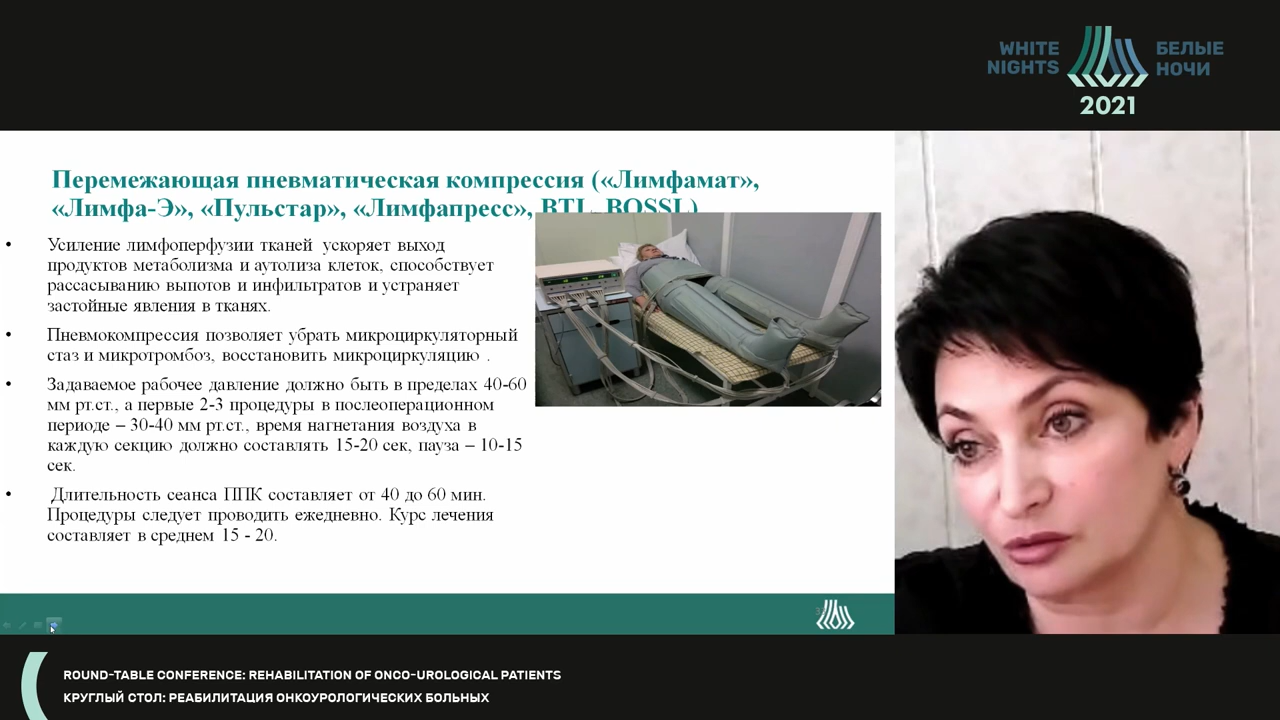 WHITE NIGHTS
БЕЛЫЕ НОЧИ
2021
Перемежающая пневматическая компрессия («Лимфамат»,
«Лимфа-Э», «Пульстар», «Лимфапресс», BTL, BOSSL)
• Усиление лимфоперфузии тканей ускоряет выход
продуктов метаболизма и аутолиза клеток, способствует
рассасыванию выпотов и инфильтратов и устраняет
застойные явления в тканях.
• Пневмокомпрессия позволяет убрать микроциркуляторный
стаз и микротромбоз, восстановить микроциркуляцию .
• Задаваемое рабочее давление должно быть в пределах 40-60
мм рт.ст., а первые 2-3 процедуры в послеоперационном
периоде – 30-40 мм рт.ст., время нагнетания воздуха в
каждую секцию должно составлять 15-20 сек, пауза – 10-15
сек.
• Длительность сеанса ППК составляет от 40 до 60 мин.
Процедуры следует проводить ежедневно. Курс лечения
составляет в среднем 15 - 20.
ROUND-TABLE CONFERENCE: REHABILITATION OF ONCO-UROLOGICAL PATIENTS
КРУГЛЫЙ СТОЛ: РЕАБИЛИТАЦИЯ ОНКОУРОЛОГИЧЕСКИХ БОЛЬНЫХ